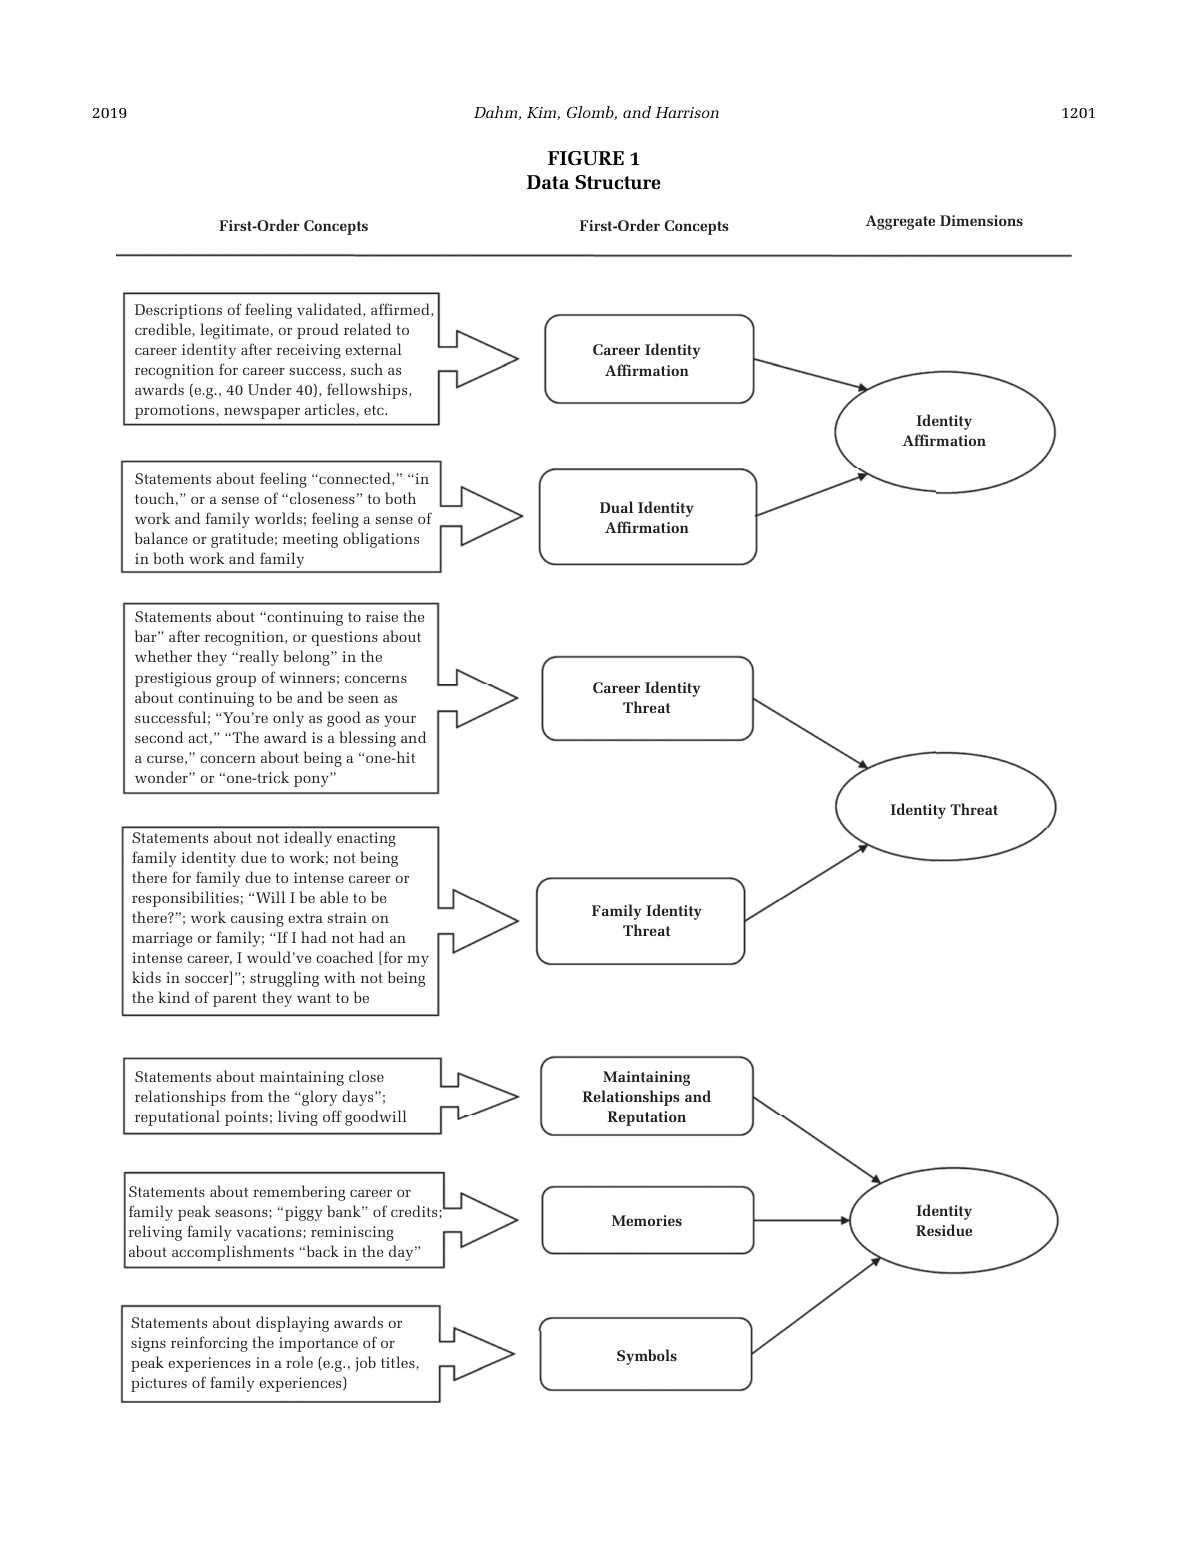 2019
Dahm, Kim, Glomb, and Harrison
1201
FIGURE 1
Data Structure
First-Order Concepts
First-Order Concepts
Aggregate Dimensions
Descriptions of feeling validated, affirmed,
credible, legitimate, or proud related to
career identity after receiving external
recognition for career success, such as
awards (e.g., 40 Under 40), fellowships,
promotions, newspaper articles, etc.
Career Identity
Affirmation
Identity
Affirmation
Statements about feeling “connected,” “in
touch,” or a sense of “closeness” to both
work and family worlds; feeling a sense of
balance or gratitude; meeting obligations
in both work and family
Dual Identity
Affirmation
Statements about “continuing to raise the
bar” after recognition, or questions about
whether they “really belong” in the
prestigious group of winners; concerns
about continuing to be and be seen as
successful; “You’re only as good as your
second act,” “The award is a blessing and
a curse,” concern about being a “one-hit
wonder” or “one-trick pony”
Career Identity
Threat
Identity Threat
Statements about not ideally enacting
family identity due to work; not being
there for family due to intense career or
responsibilities; “Will I be able to be
there?”; work causing extra strain on
marriage or family; “If I had not had an
intense career, I would’ve coached [for my
kids in soccer]”; struggling with not being
the kind of parent they want to be
Family Identity
Threat
Statements about maintaining close
relationships from the “glory days”;
reputational points; living off goodwill
Maintaining
Relationships and
Reputation
Statements about remembering career or
family peak seasons; “piggy bank” of credits;
reliving family vacations; reminiscing
about accomplishments “back in the day”
Memories
Identity
Residue
Statements about displaying awards or
signs reinforcing the importance of or
peak experiences in a role (e.g., job titles,
pictures of family experiences)
Symbols